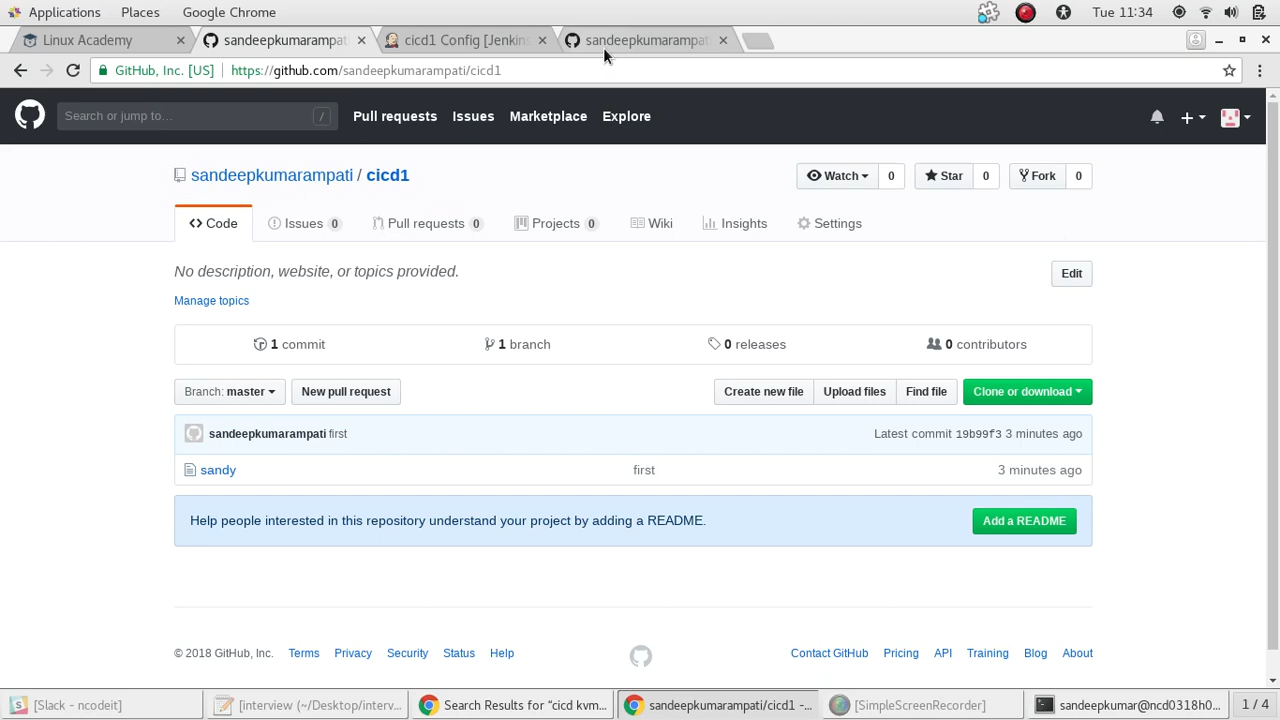 Applications Places Google Chrome Tue 11:34
Linux Academy sandeepkumarampati cicd1 Config [Jenkins sandeepkumarampati
GitHub, Inc. [US] https://github.com/sandeepkumarampati/cicd1
Search or jump to... / Pull requests Issues Marketplace Explore
sandeepkumarampati / cicd1 Watch 0 Star 0 Fork 0
Code Issues 0 Pull requests 0 Projects 0 Wiki Insights Settings
No description, website, or topics provided. Edit
Manage topics
1 commit 1 branch 0 releases 0 contributors
Branch: master New pull request Create new file Upload files Find file Clone or download
sandeepkumarampati first Latest commit 19b99f3 3 minutes ago
sandy first 3 minutes ago
Help people interested in this repository understand your project by adding a README. Add a README
© 2018 GitHub, Inc. Terms Privacy Security Status Help Contact GitHub Pricing API Training Blog About
[Slack - ncodeit] [interview (~/Desktop/interv... Search Results for "cicd kvm... sandeepkumarampati/cicd1 -... [SimpleScreenRecorder] sandeepkumar@ncd0318h0... 1 / 4